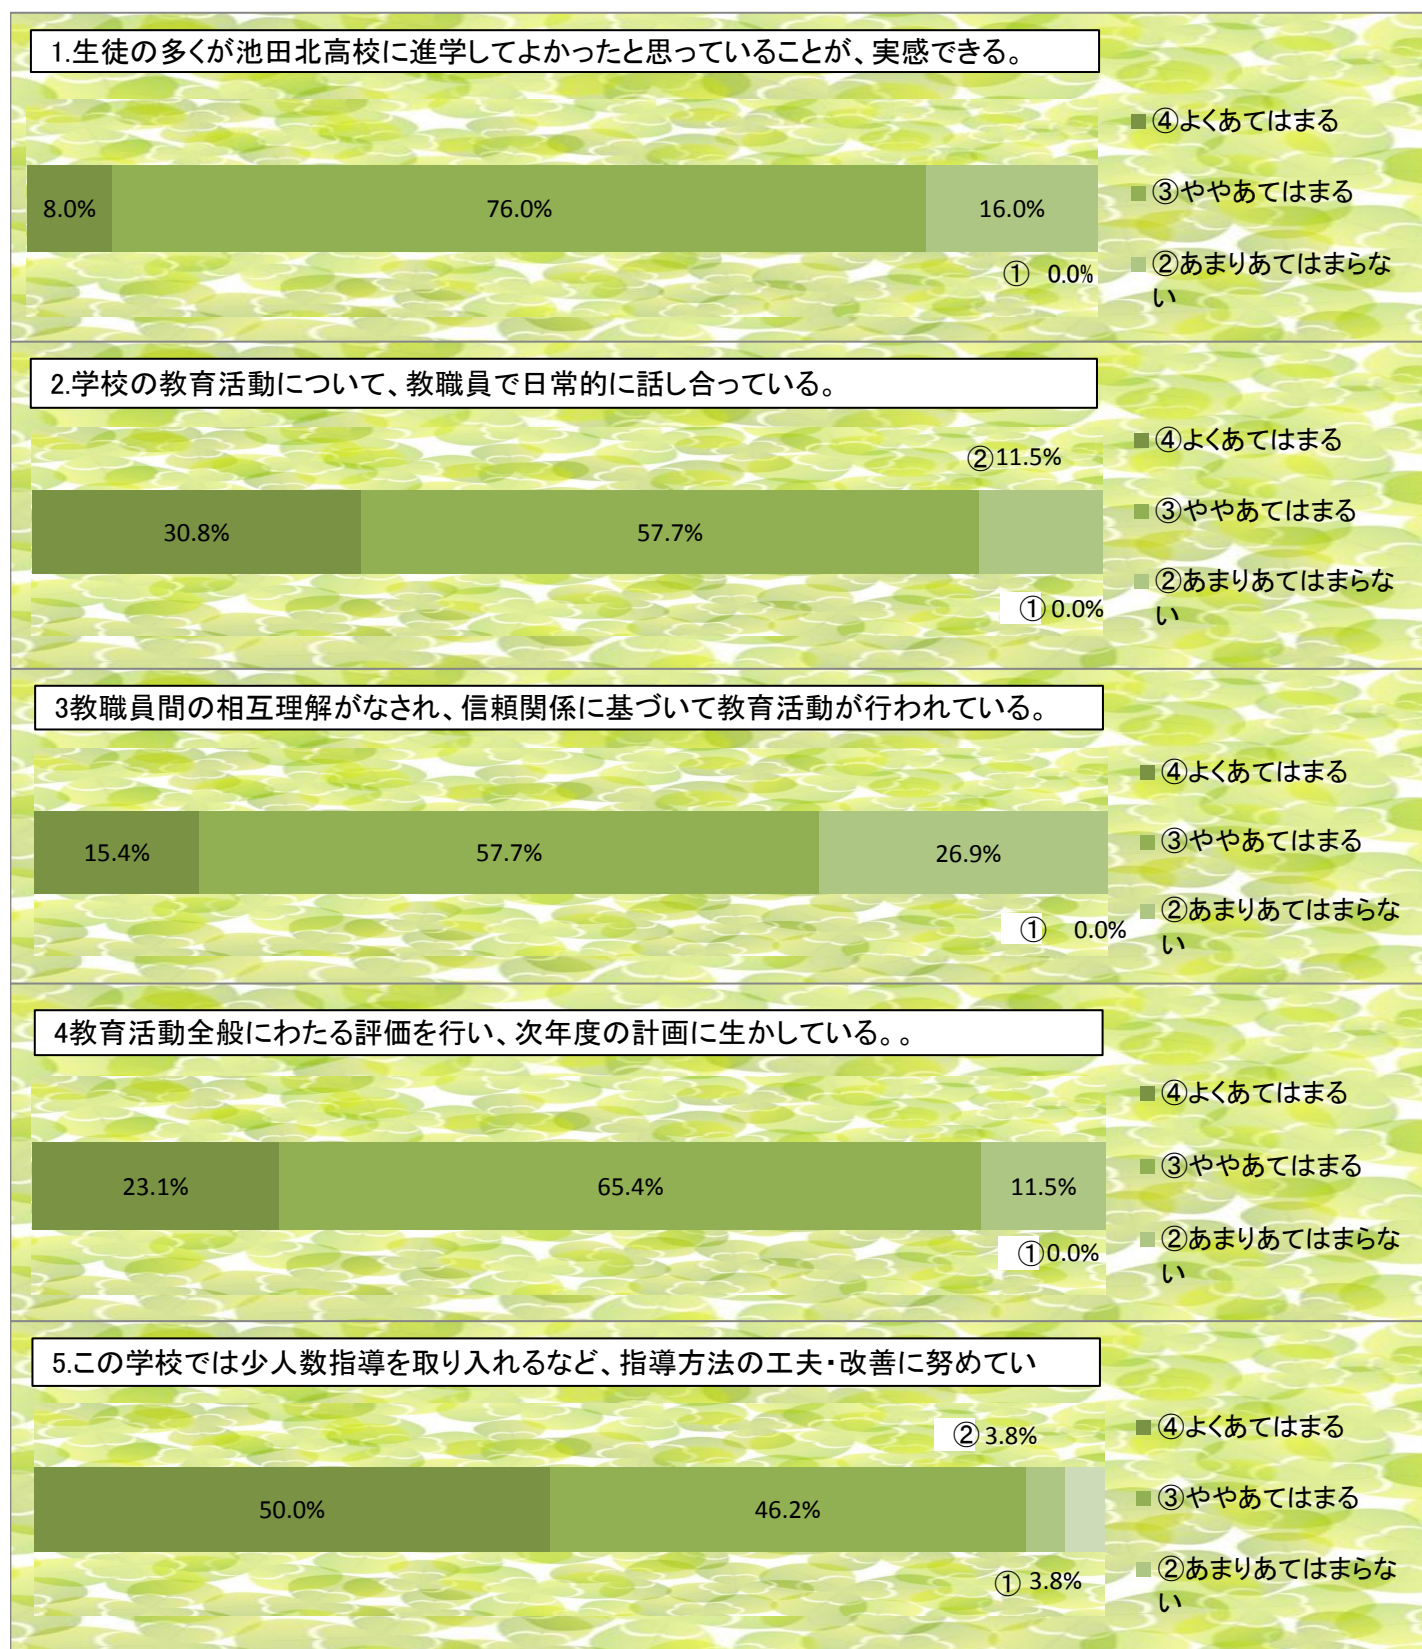 1.生徒の多くが池田北高校に進学してよかったと思っていることが、実感できる。
④よくあてはまる
③ややあてはまる
8.0% 76.0% 16.0%
②あまりあてはまらな
い
① 0.0%
2.学校の教育活動について、教職員で日常的に話し合っている。
④よくあてはまる
②11.5%
③ややあてはまる
30.8% 57.7%
②あまりあてはまらな
い
①0.0%
3教職員間の相互理解がなされ、信頼関係に基づいて教育活動が行われている。
④よくあてはまる
③ややあてはまる
15.4% 57.7% 26.9%
②あまりあてはまらな
い
① 0.0%
4教育活動全般にわたる評価を行い、次年度の計画に生かしている。。
④よくあてはまる
③ややあてはまる
23.1% 65.4% 11.5%
②あまりあてはまらな
い
①0.0%
5.この学校では少人数指導を取り入れるなど、指導方法の工夫・改善に努めてい
④よくあてはまる
② 3.8%
③ややあてはまる
50.0% 46.2%
②あまりあてはまらな
い
① 3.8%